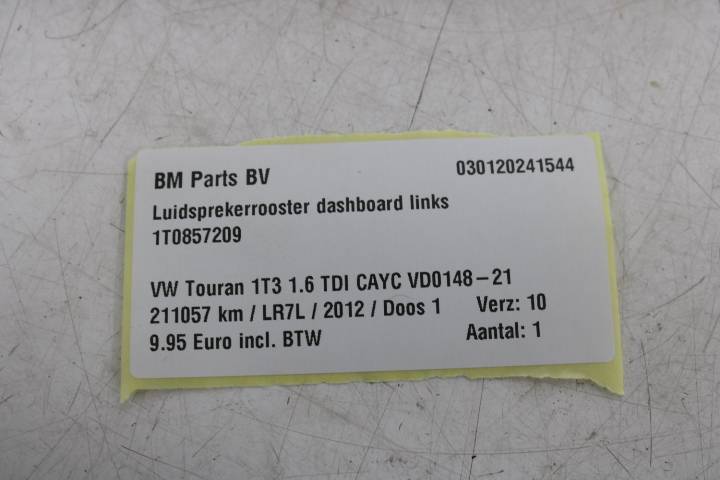 BM Parts BV 030120241544
Luidsprekerrooster dashboard links
1T0857209
VW Touran 1T3 1.6 TDI CAYC VD0148-21
211057 km / LR7L / 2012 / Doos 1 Verz: 10
9.95 Euro incl. BTW Aantal: 1